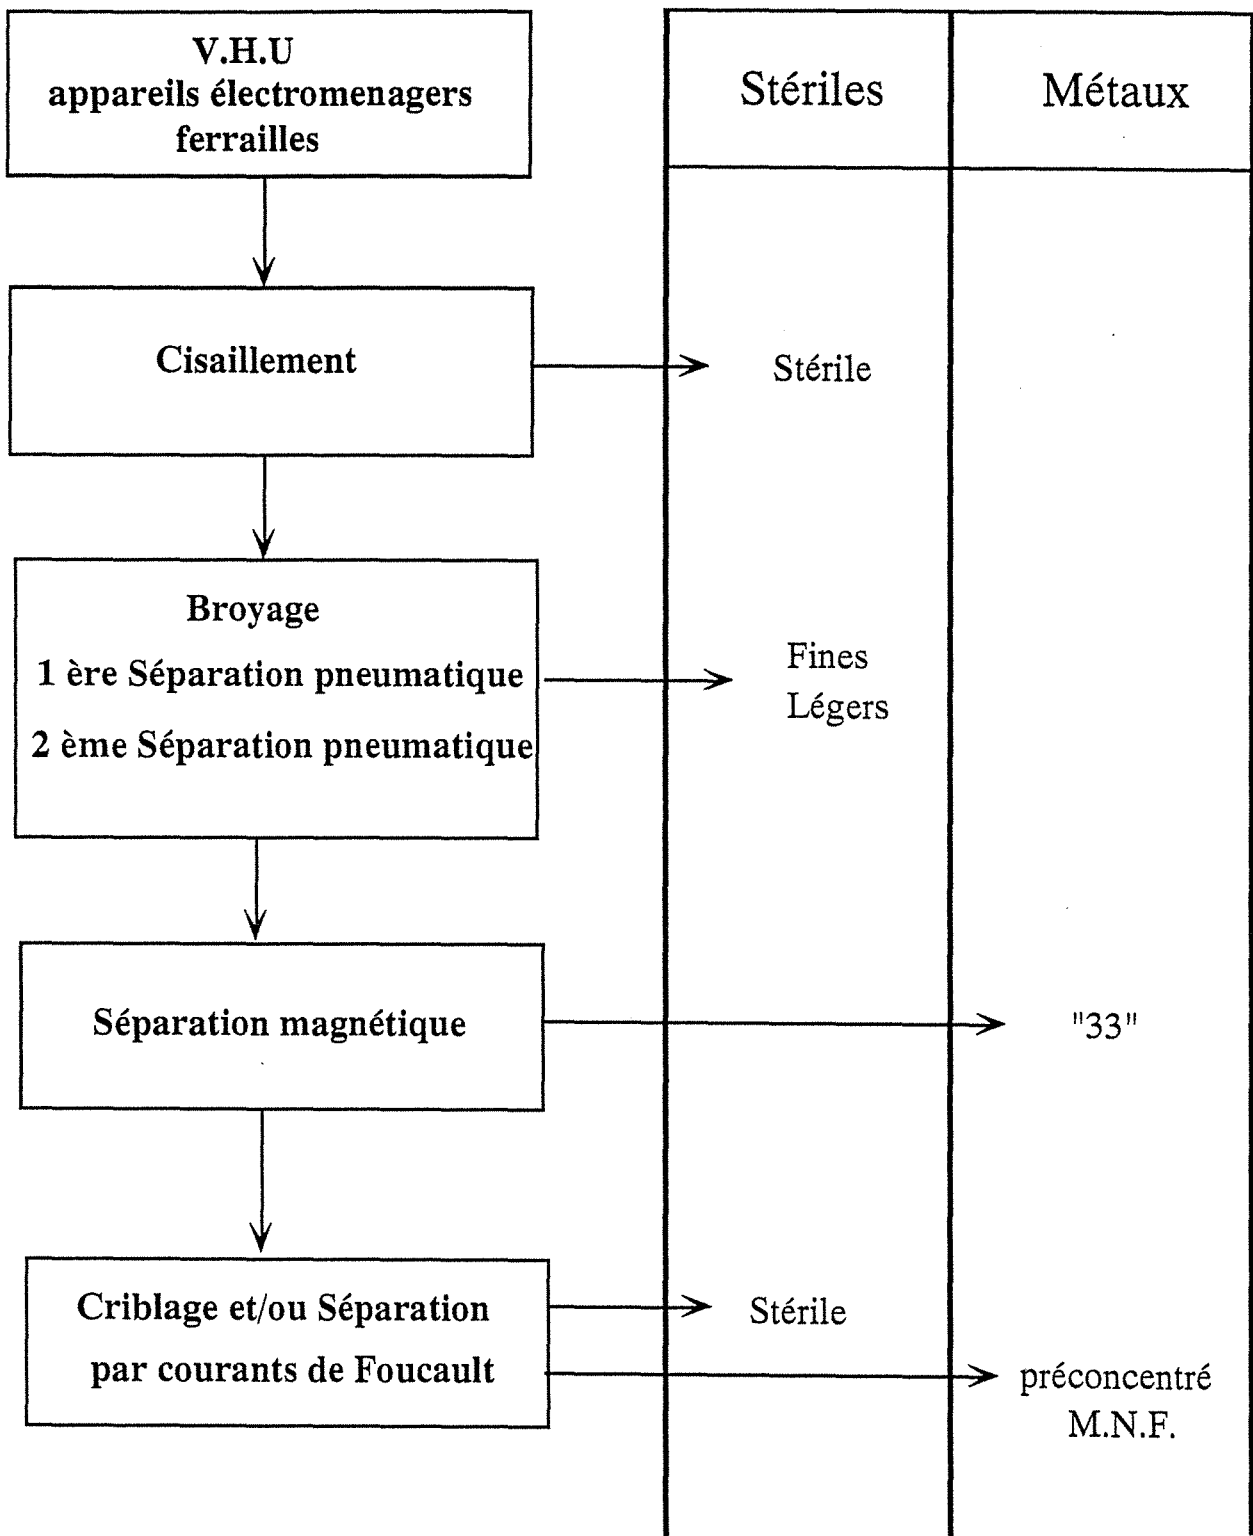 V.H.U
appareils électromenagers
ferrailles
Stériles
Métaux
Cisaillement
Stérile
Broyage
1 ère Séparation pneumatique
2 ème Séparation pneumatique
Fines
Légers
Séparation magnétique
"33"
Criblage et/ou Séparation
par courants de Foucault
Stérile
préconcentré
M.N.F.